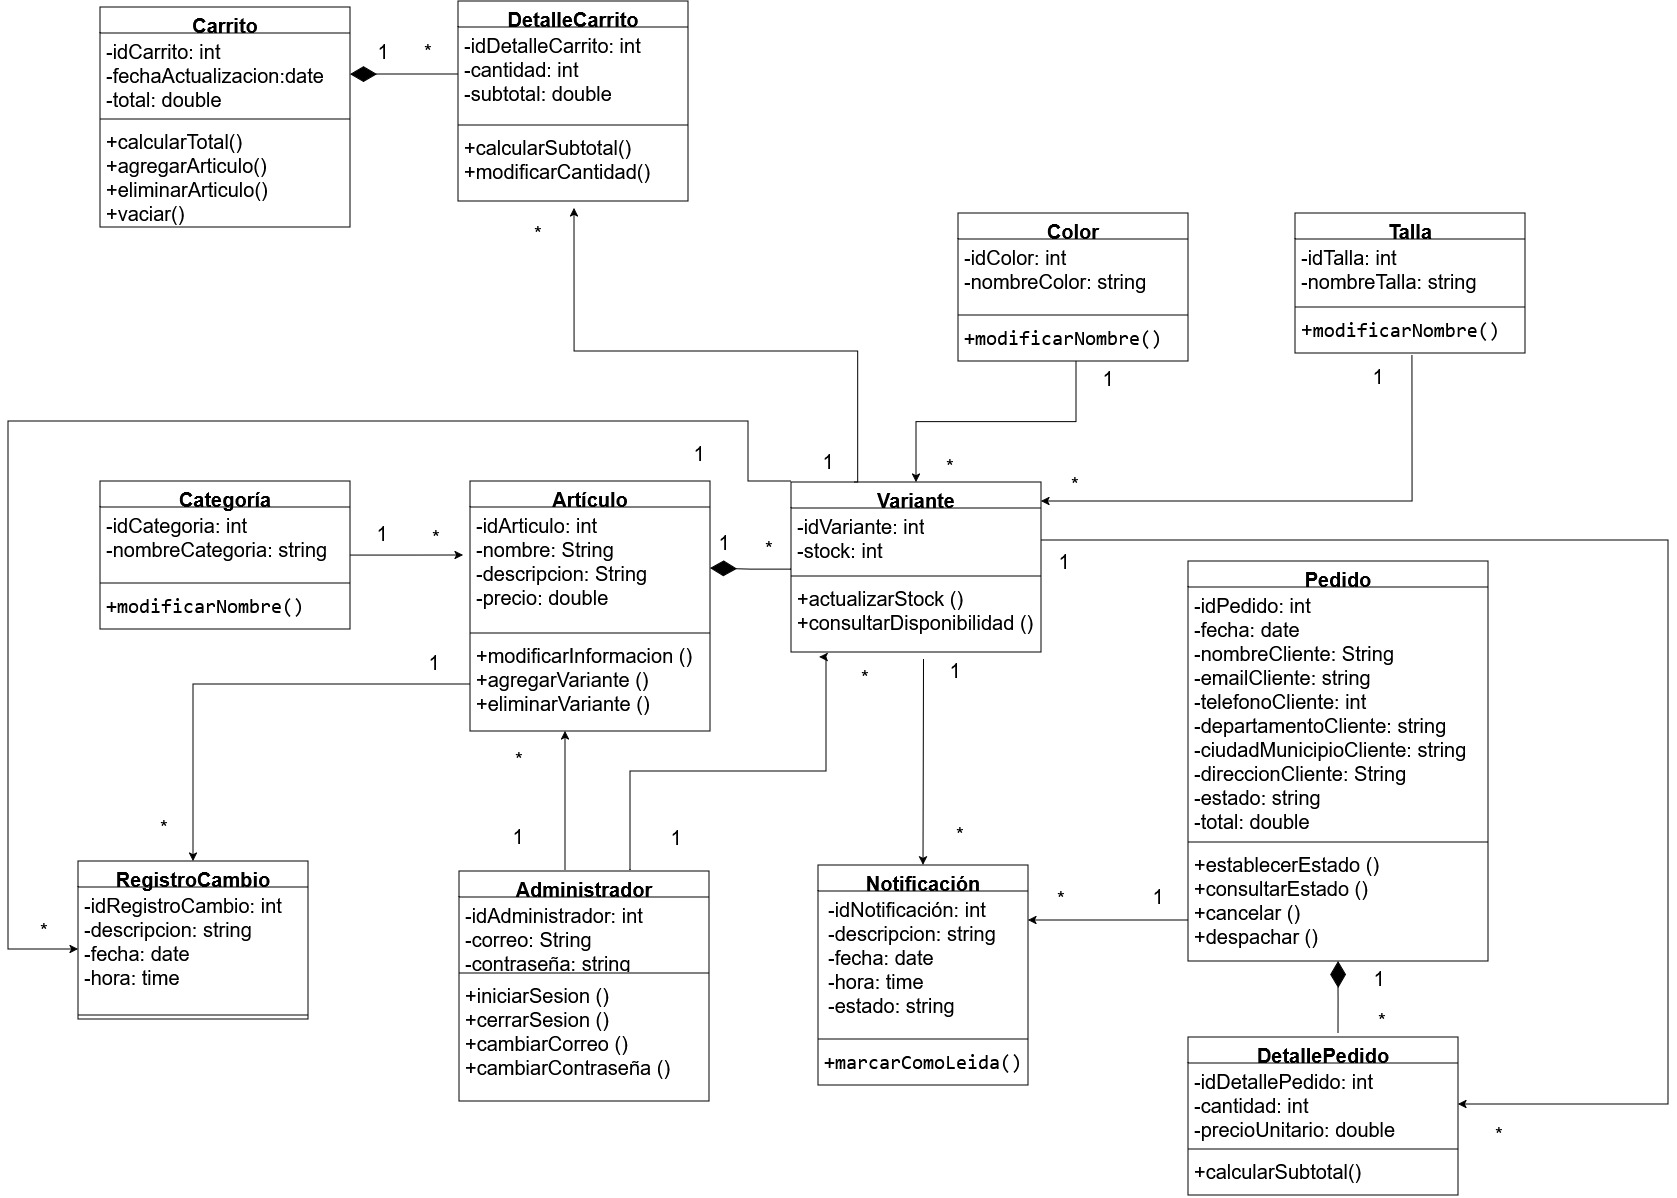 Carrito
-idCarrito: int
-fechaActualizacion:date
-total: double
+calcularTotal()
+agregarArticulo()
+eliminarArticulo()
+vaciar()
1
*
DetalleCarrito
-idDetalleCarrito: int
-cantidad: int
-subtotal: double
+calcularSubtotal()
+modificarCantidad()
*
Color
-idColor: int
-nombreColor: string
+modificarNombre()
1
*
Talla
-idTalla: int
-nombreTalla: string
+modificarNombre()
1
*
1
1
Categoría
-idCategoria: int
-nombreCategoria: string
+modificarNombre()
1
*
Artículo
-idArticulo: int
-nombre: String
-descripcion: String
-precio: double
+modificarInformacion ()
+agregarVariante ()
+eliminarVariante ()
1
*
Variante
-idVariante: int
-stock: int
+actualizarStock ()
+consultarDisponibilidad ()
1
Pedido
-idPedido: int
-fecha: date
-nombreCliente: String
-emailCliente: string
-telefonoCliente: int
-departamentoCliente: string
-ciudadMunicipioCliente: string
-direccionCliente: String
-estado: string
-total: double
+establecerEstado ()
+consultarEstado ()
+cancelar ()
+despachar ()
1
*
*
1
*
1
1
*
*
RegistroCambio
-idRegistroCambio: int
-descripcion: string
-fecha: date
-hora: time
*
Administrador
-idAdministrador: int
-correo: String
-contraseña: string
+iniciarSesion ()
+cerrarSesion ()
+cambiarCorreo ()
+cambiarContraseña ()
Notificación
-idNotificación: int
-descripcion: string
-fecha: date
-hora: time
-estado: string
+marcarComoLeida()
*
1
1
*
DetallePedido
-idDetallePedido: int
-cantidad: int
-precioUnitario: double
+calcularSubtotal()
*